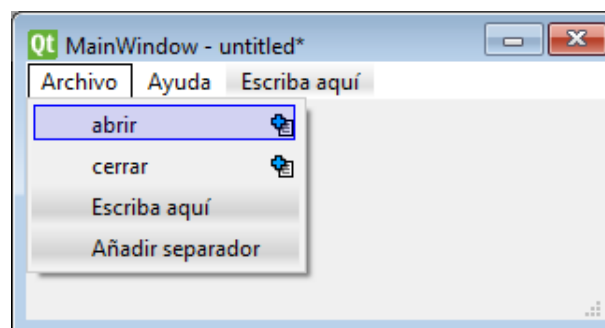 Qt MainWindow - untitled*
Archivo Ayuda Escriba aquí
abrir
cerrar
Escriba aquí
Añadir separador